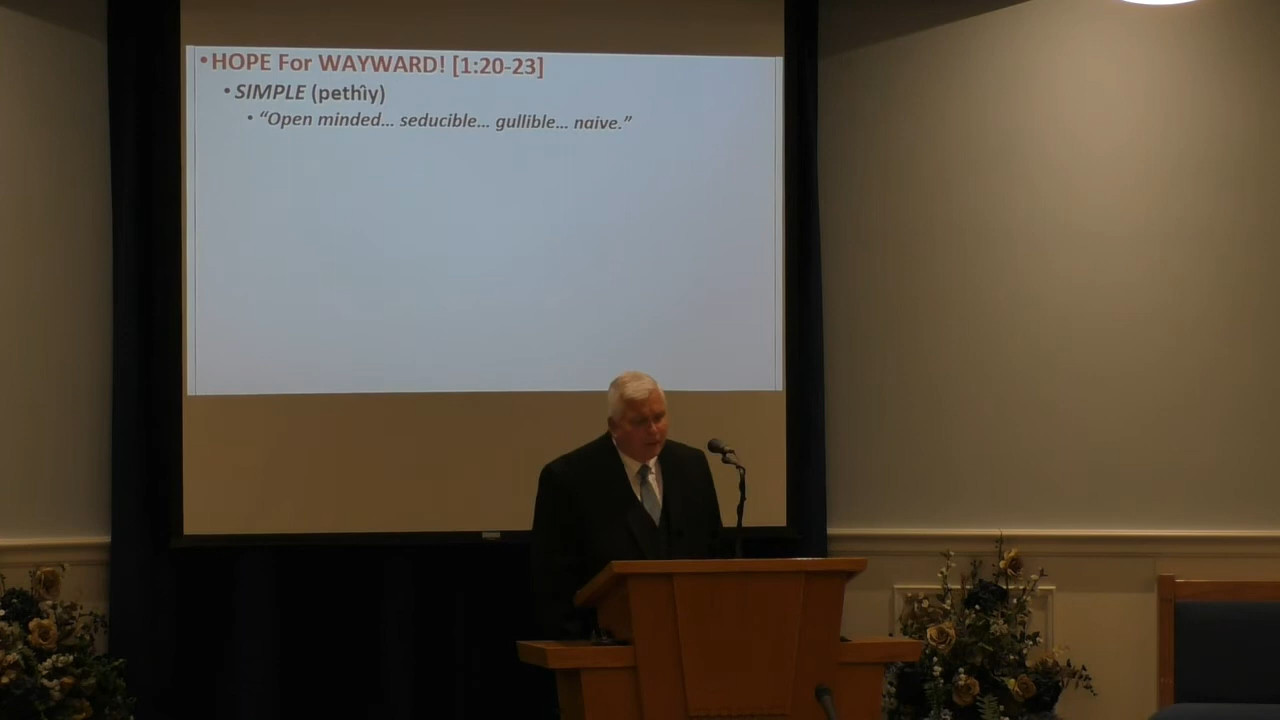 •HOPE For WAYWARD! [1:20-23]
•SIMPLE (pethîy)
•“Open minded... seducible... gullible... naive.”